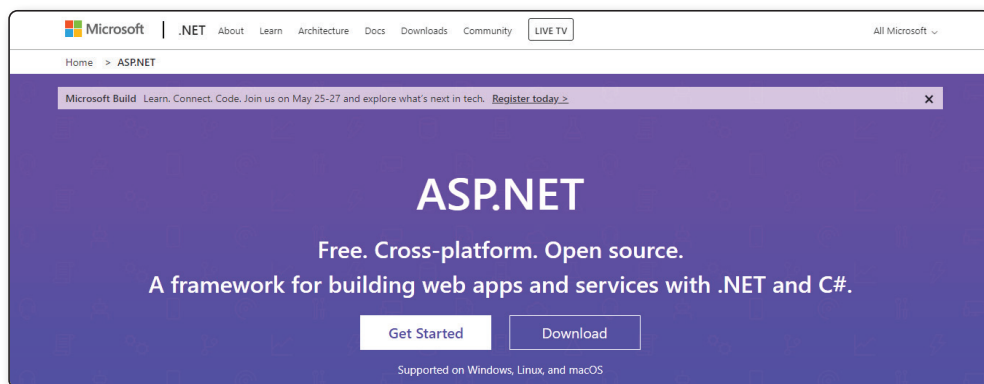 Microsoft .NET About Learn Architecture Docs Downloads Community LIVE TV All Microsoft
Home > ASP.NET
Microsoft Build Learn. Connect. Code. Join us on May 25-27 and explore what's next in tech. Register today >
ASP.NET
Free. Cross-platform. Open source.
A framework for building web apps and services with .NET and C#.
Get Started Download
Supported on Windows, Linux, and macOS